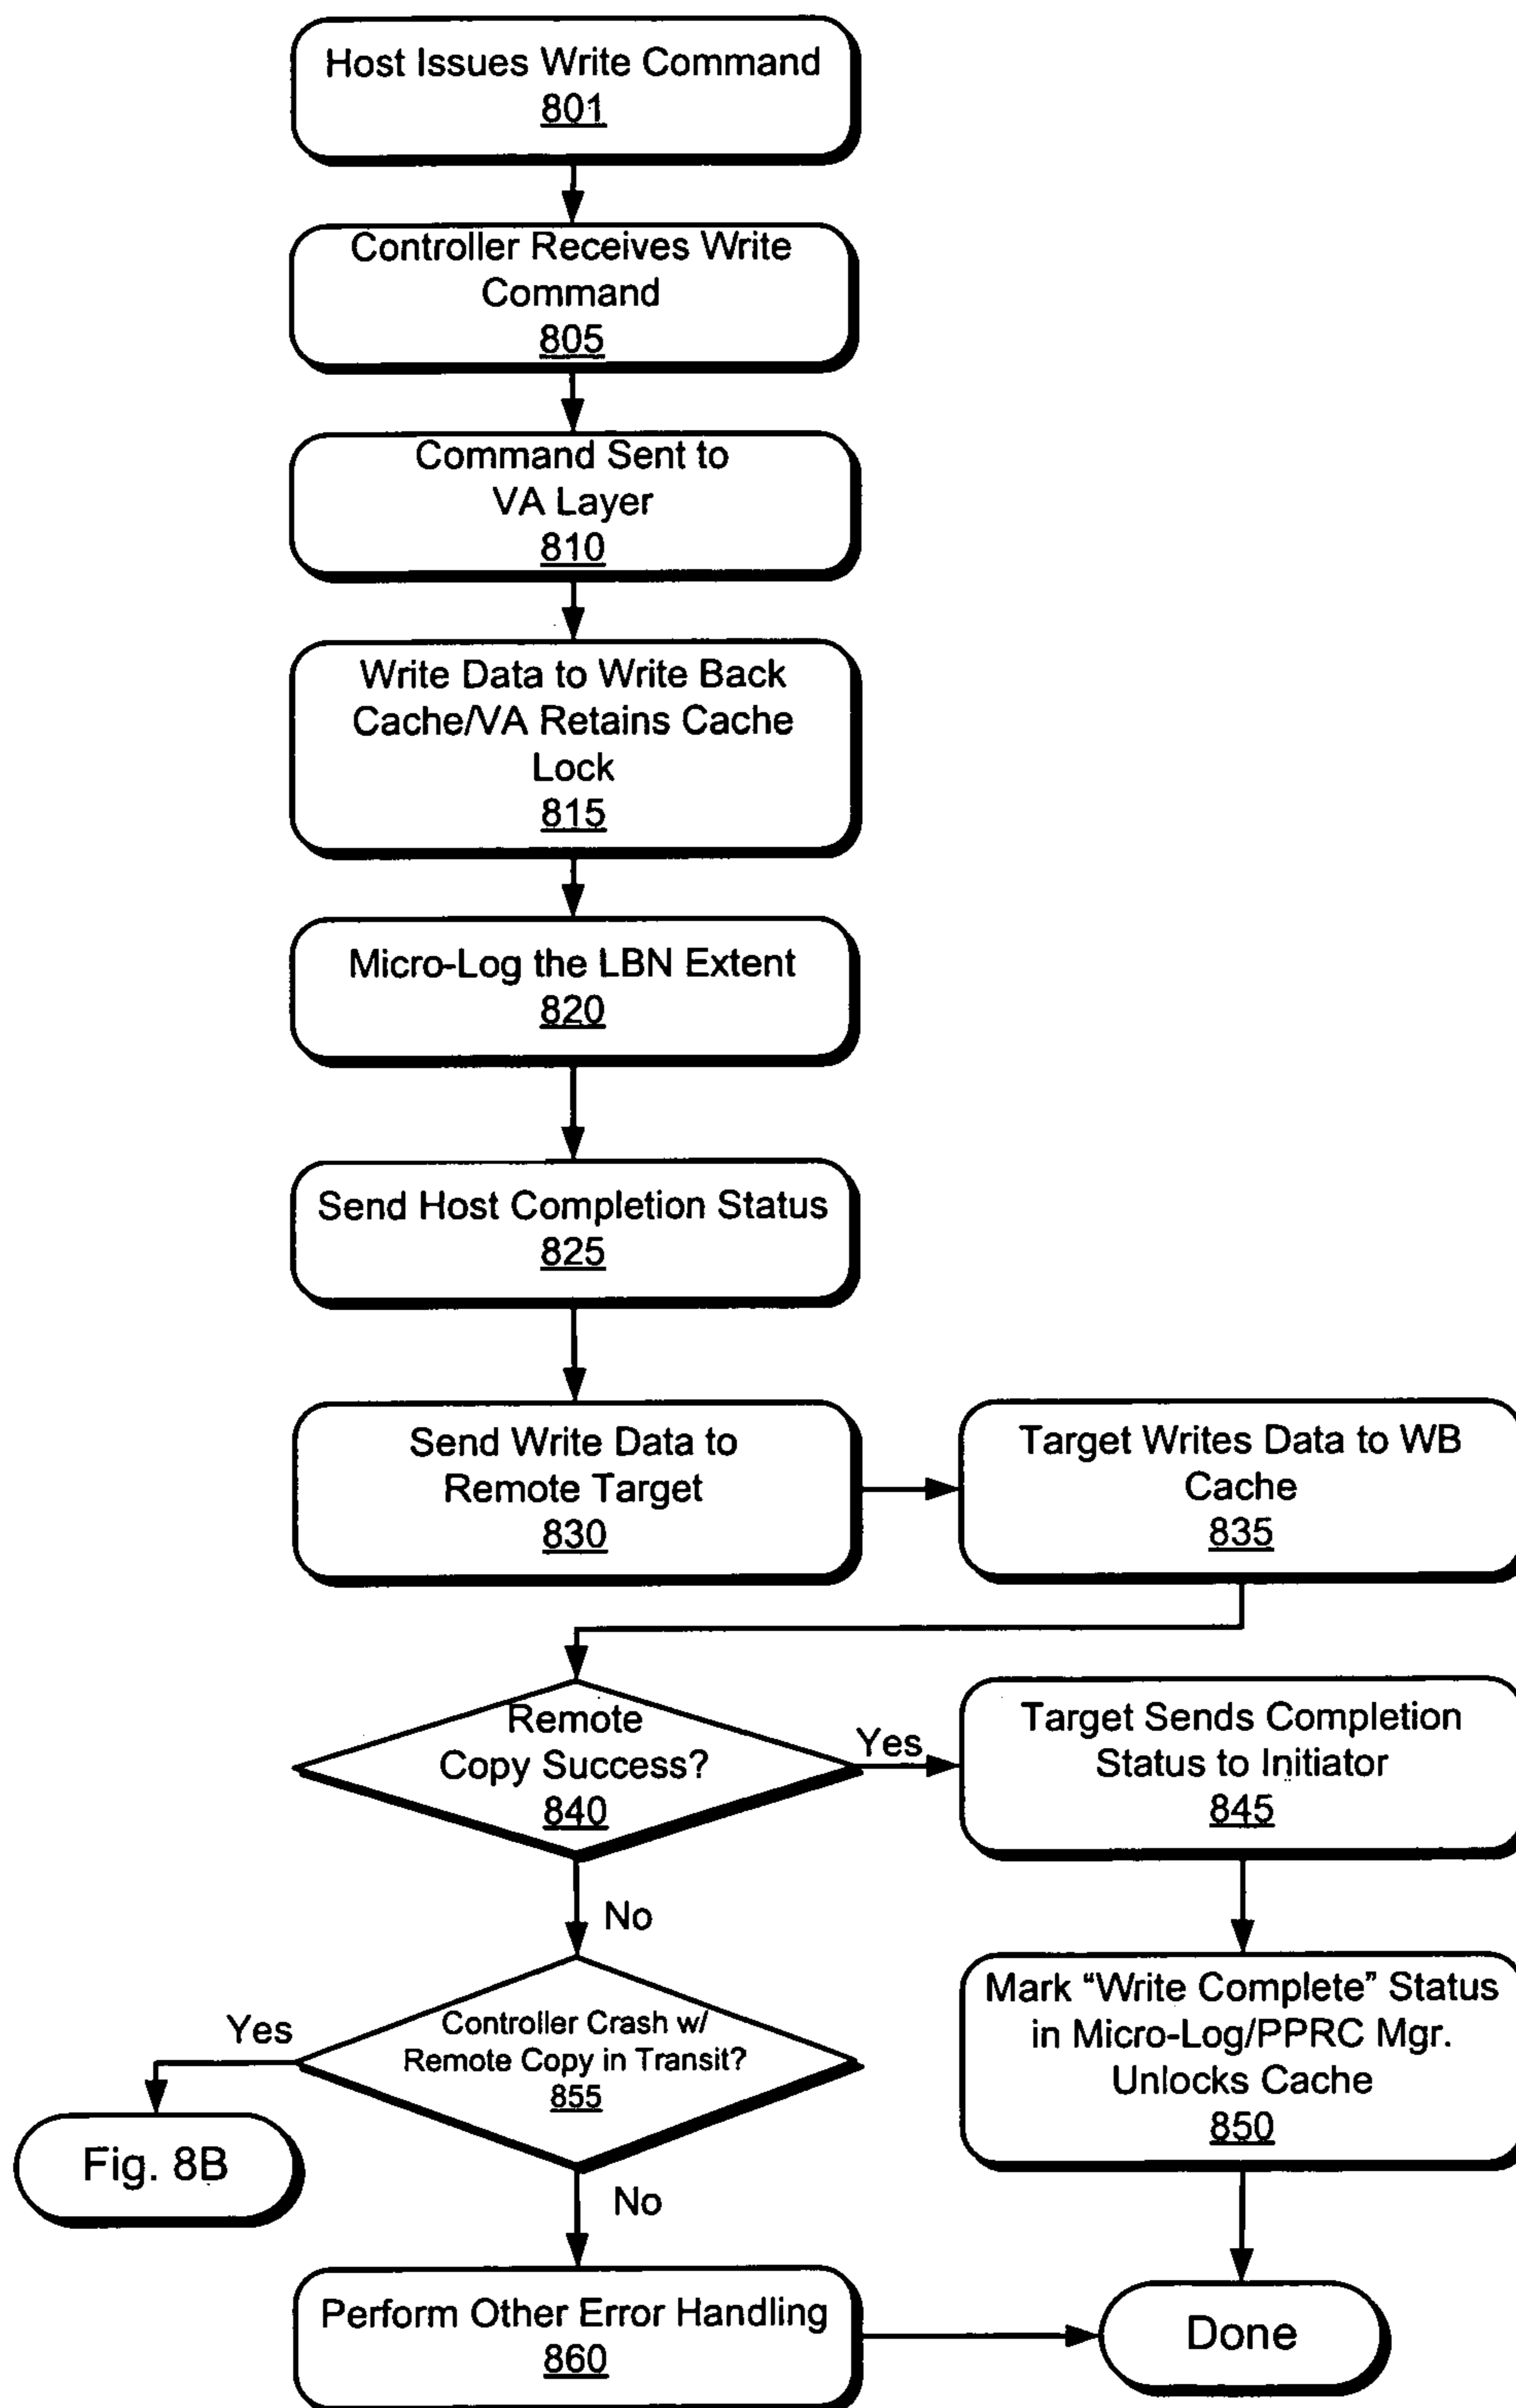 Host Issues Write Command
801
Controller Receives Write
Command
805
Command Sent to
VA Layer
810
Write Data to Write Back
Cache/VA Retains Cache
Lock
815
Micro-Log the LBN Extent
820
Send Host Completion Status
825
Send Write Data to
Remote Target
830
Target Writes Data to WB
Cache
835
Remote
Copy Success?
840
Yes
Target Sends Completion
Status to Initiator
845
No
Mark “Write Complete” Status
in Micro-Log/PPRC Mgr.
Unlocks Cache
850
Yes
Controller Crash w/
Remote Copy in Transit?
855
Fig. 8B
No
Perform Other Error Handling
860
Done